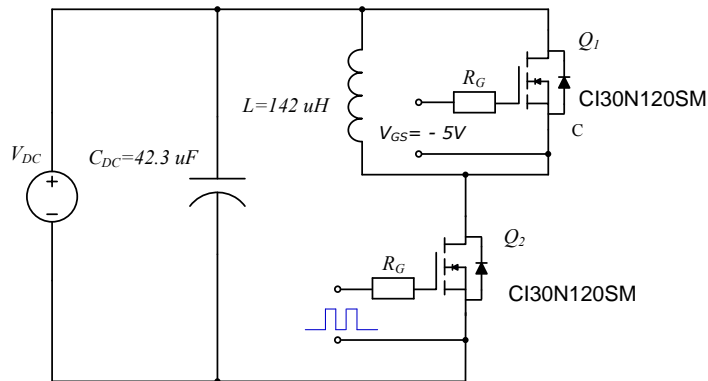 Q1
RG
CI30N120SM
L=142 uH
VGS= - 5V
C
VDC
CDC=42.3 uF
Q2
RG
CI30N120SM